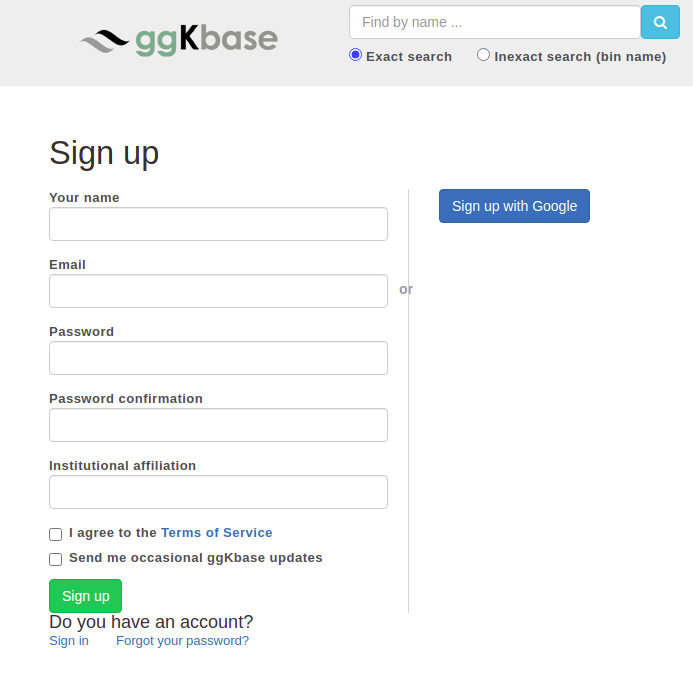 ggKbase
Find by name ...
Exact search
Inexact search (bin name)
Sign up
Your name
Sign up with Google
Email
or
Password
Password confirmation
Institutional affiliation
I agree to the Terms of Service
Send me occasional ggKbase updates
Sign up
Do you have an account?
Sign in
Forgot your password?